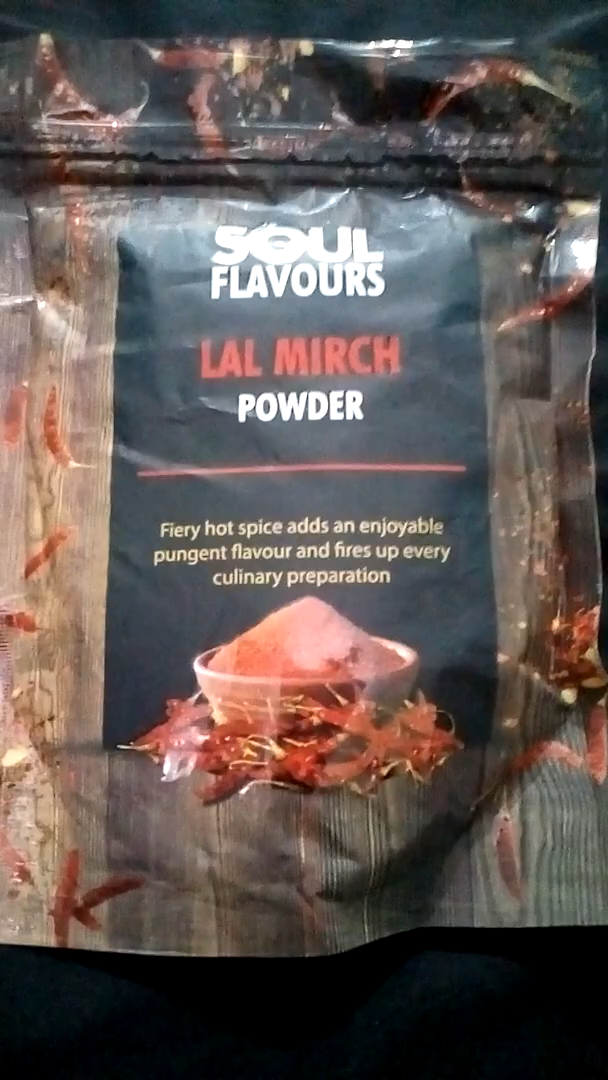 SOUL
FLAVOURS
LAL MIRCH
POWDER
Fiery hot spice adds an enjoyable
pungent flavour and fires up every
culinary preparation